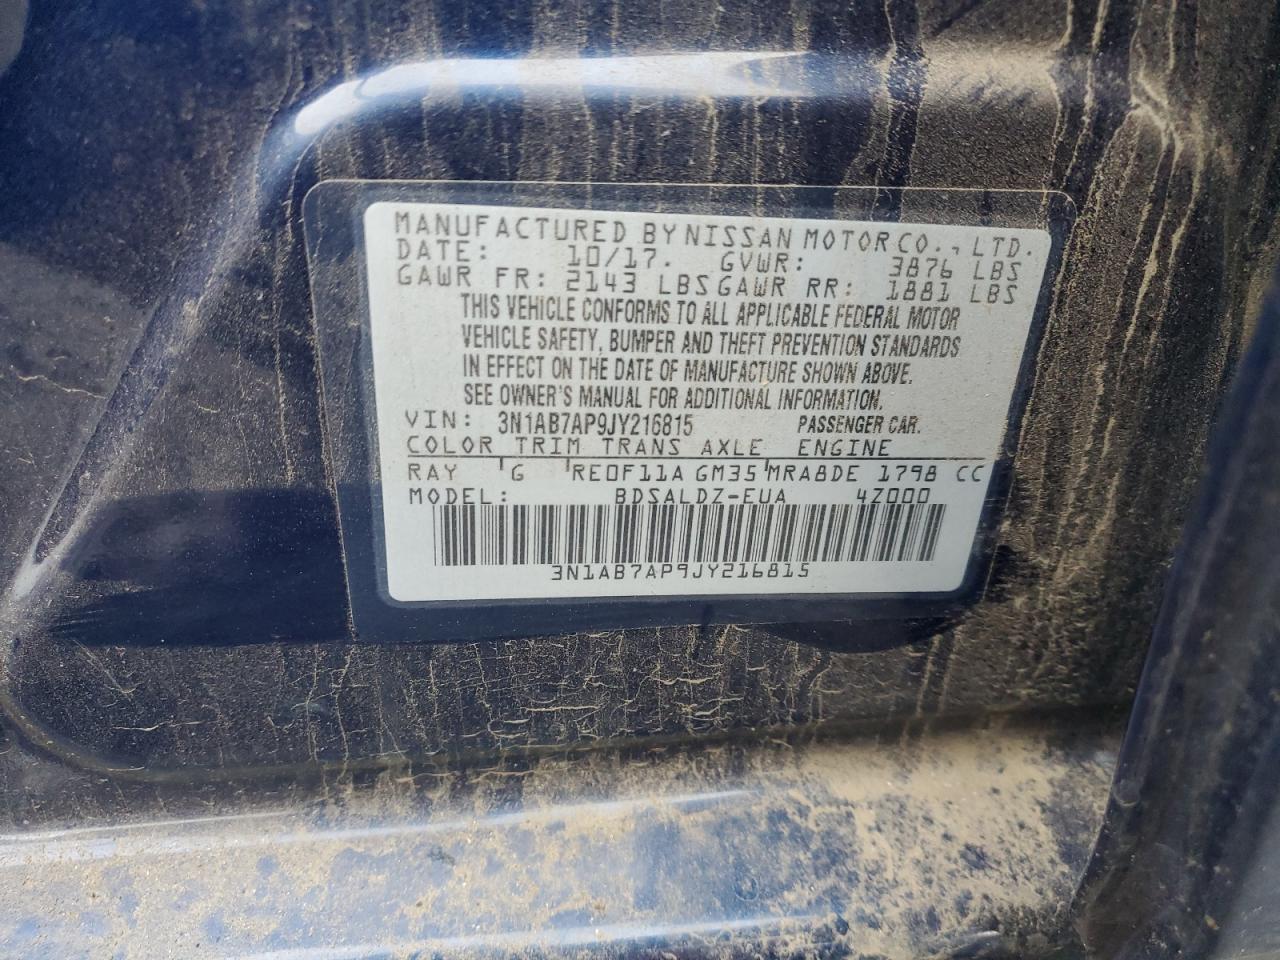 MANUFACTURED BY NISSAN MOTOR CO., LTD.
DATE: 10/17. GVWR: 3876 LBS
GAWR FR: 2143 LBS GAWR RR: 1881 LBS
THIS VEHICLE CONFORMS TO ALL APPLICABLE FEDERAL MOTOR
VEHICLE SAFETY, BUMPER AND THEFT PREVENTION STANDARDS
IN EFFECT ON THE DATE OF MANUFACTURE SHOWN ABOVE.
SEE OWNER'S MANUAL FOR ADDITIONAL INFORMATION.
VIN: 3N1AB7AP9JY216815 PASSENGER CAR.
COLOR TRIM TRANS AXLE ENGINE
RAY G RE0F11A GM35 MRA8DE 1798 CC
MODEL: BDSALDZ-EUA 4Z000
3N1AB7AP9JY216815